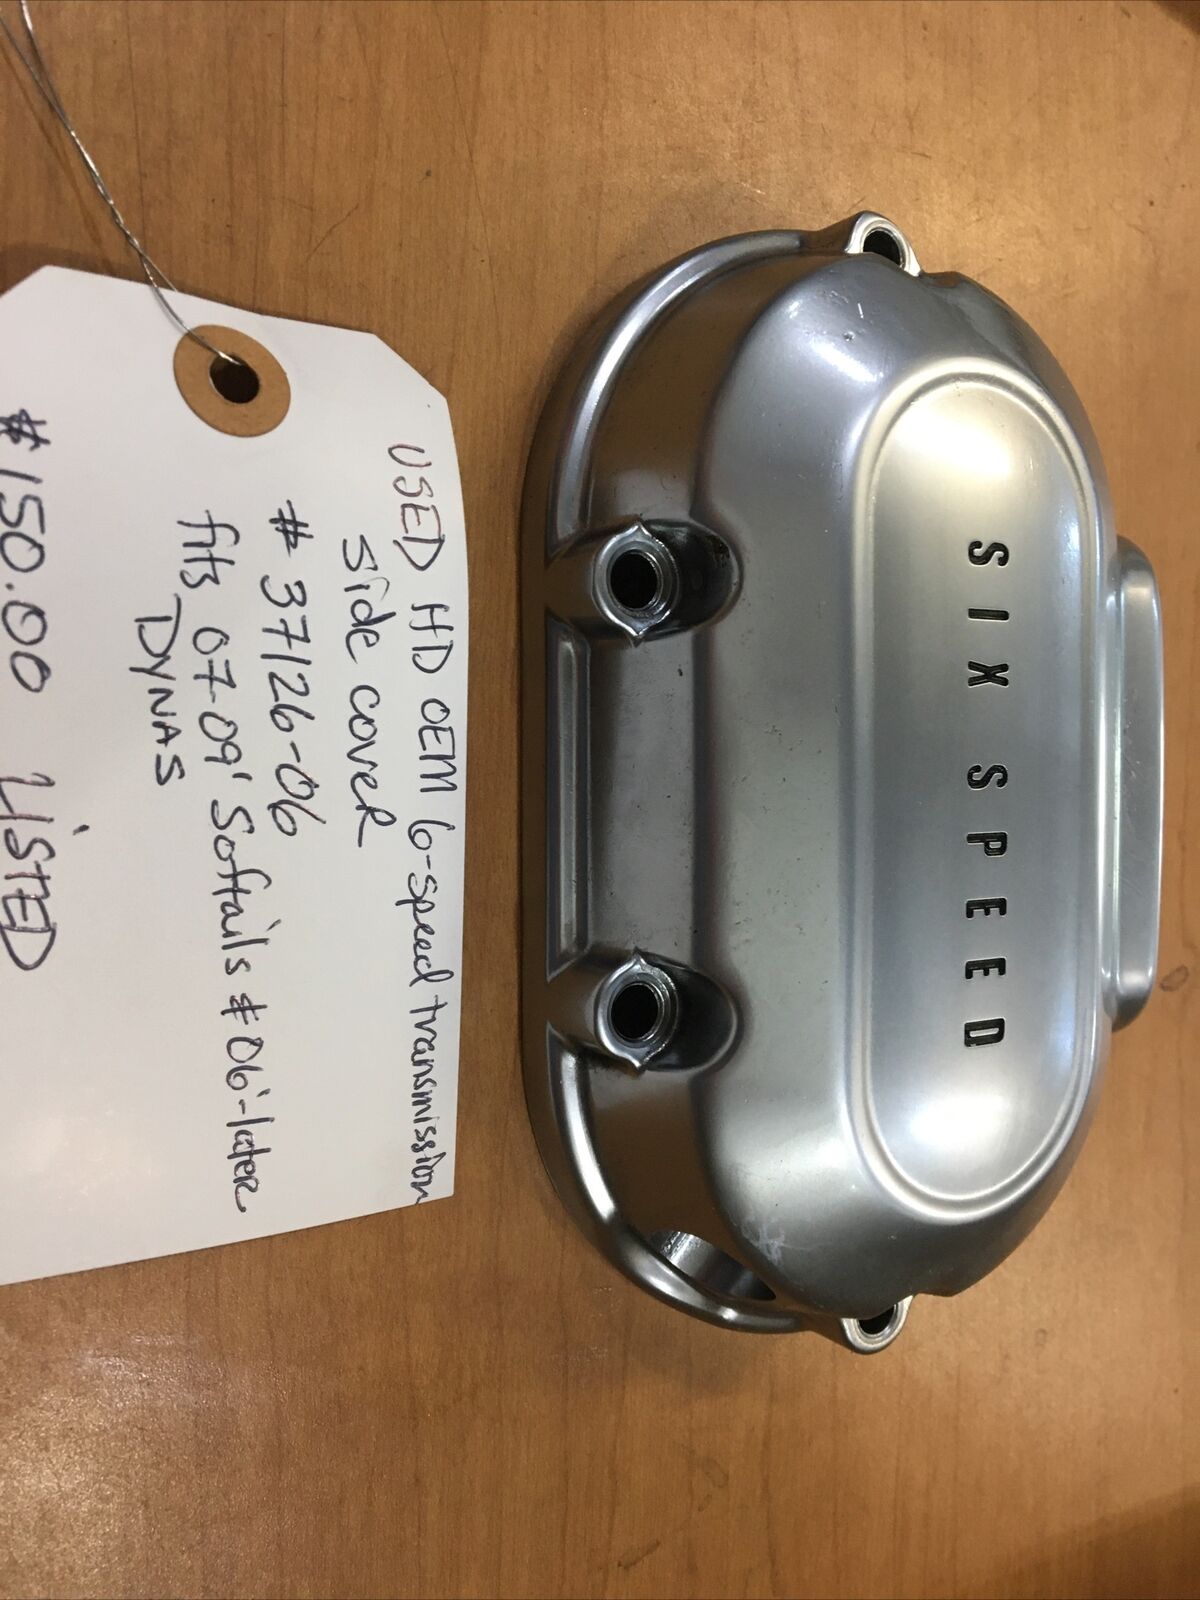 USED HD OEM 6-speed transmission
side cover
# 37126-06
fits 07-09' Softails & 06'-later
DYNAS
$150.00 LiSTED
SIX SPEED